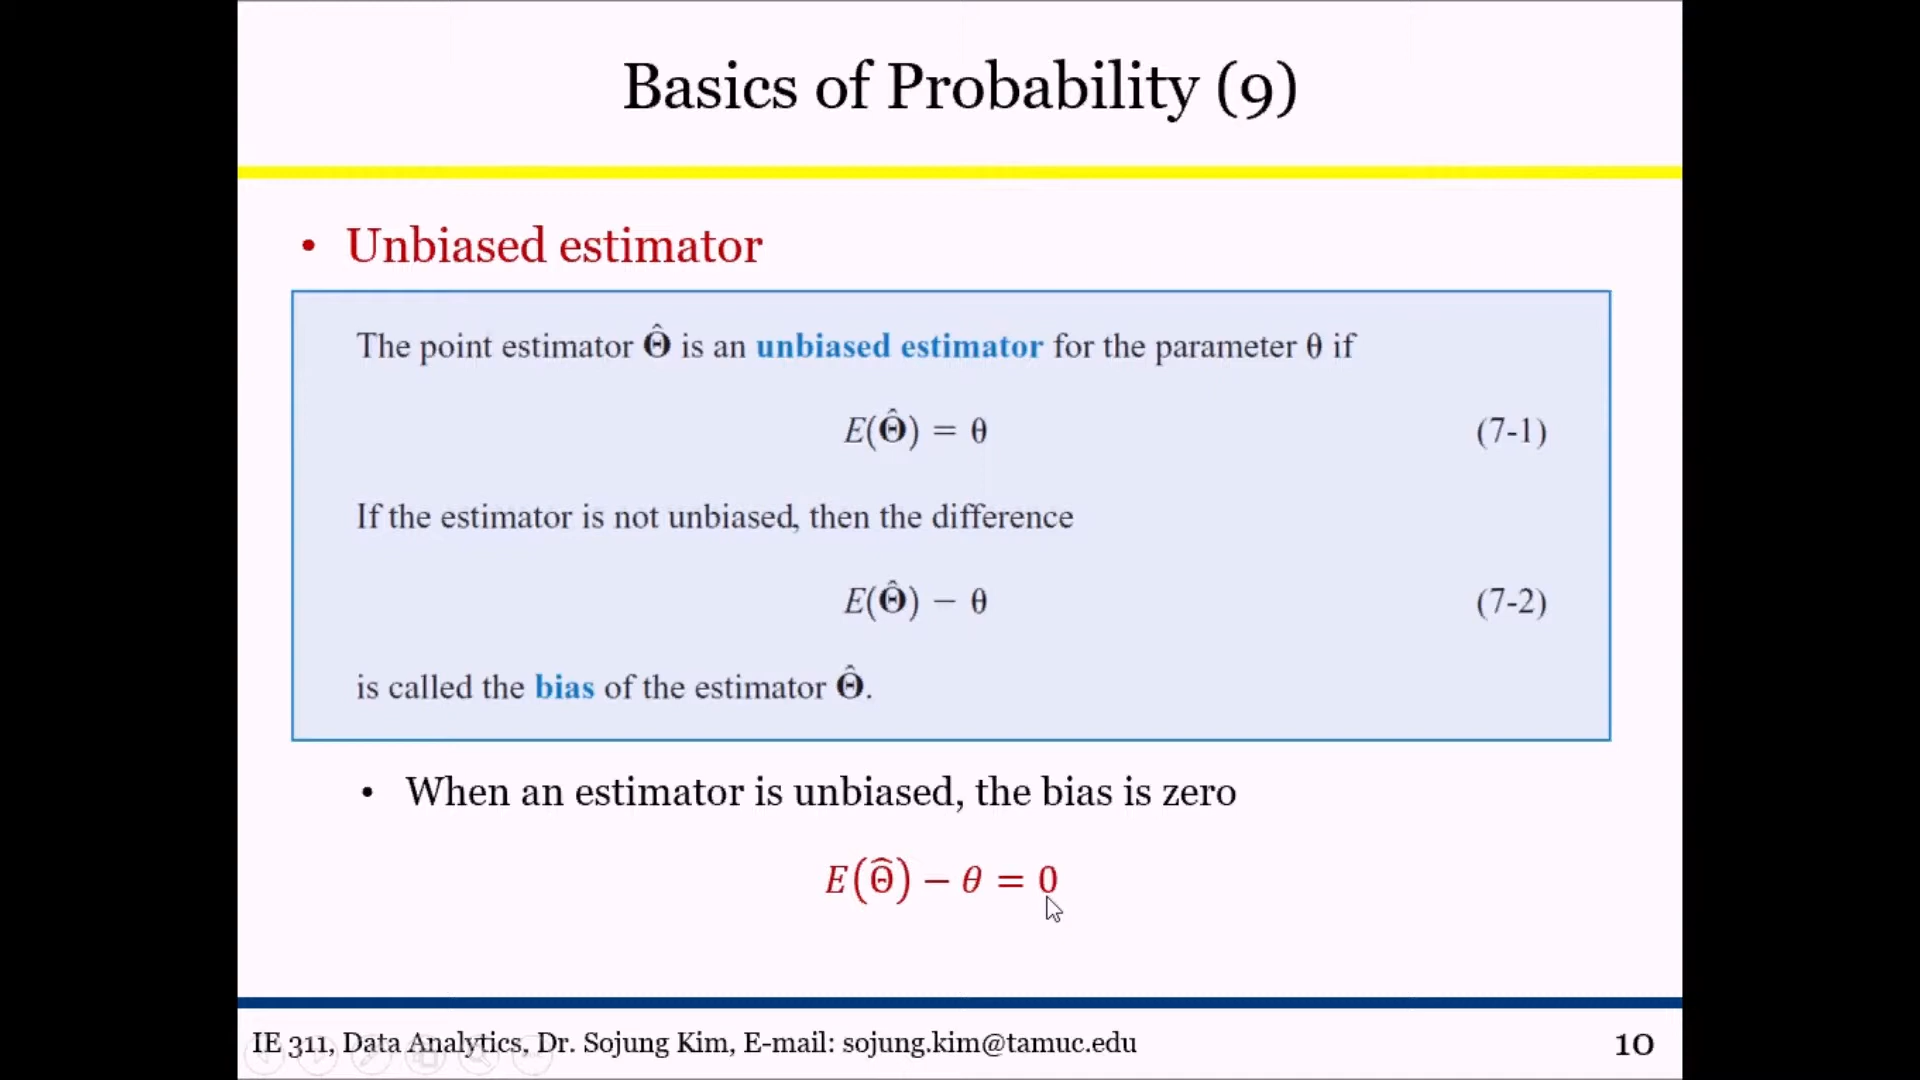 Basics of Probability (9)
• Unbiased estimator
The point estimator Θ̂ is an unbiased estimator for the parameter θ if
E(Θ̂) = θ (7-1)
If the estimator is not unbiased, then the difference
E(Θ̂) − θ (7-2)
is called the bias of the estimator Θ̂.
• When an estimator is unbiased, the bias is zero
E(Θ̂) − θ = 0
IE 311, Data Analytics, Dr. Sojung Kim, E-mail: sojung.kim@tamuc.edu 10